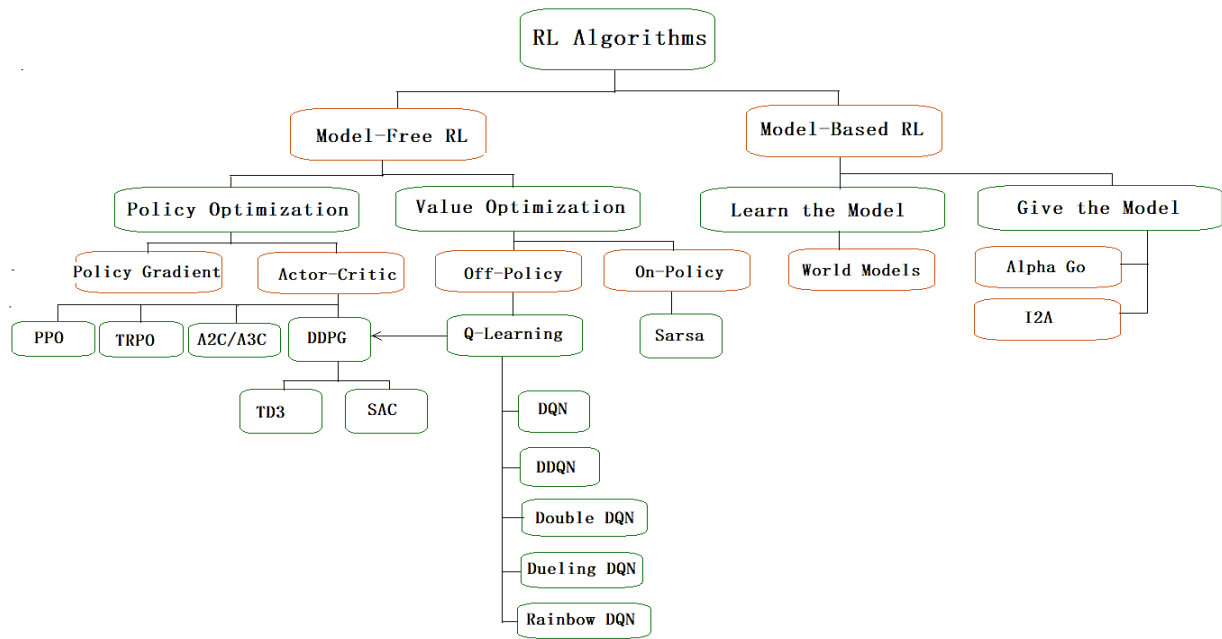 RL Algorithms
Model-Free RL
Model-Based RL
Policy Optimization
Value Optimization
Learn the Model
Give the Model
Policy Gradient
Actor-Critic
Off-Policy
On-Policy
World Models
Alpha Go
I2A
PPO
TRPO
A2C/A3C
DDPG
Q-Learning
Sarsa
TD3
SAC
DQN
DDQN
Double DQN
Dueling DQN
Rainbow DQN